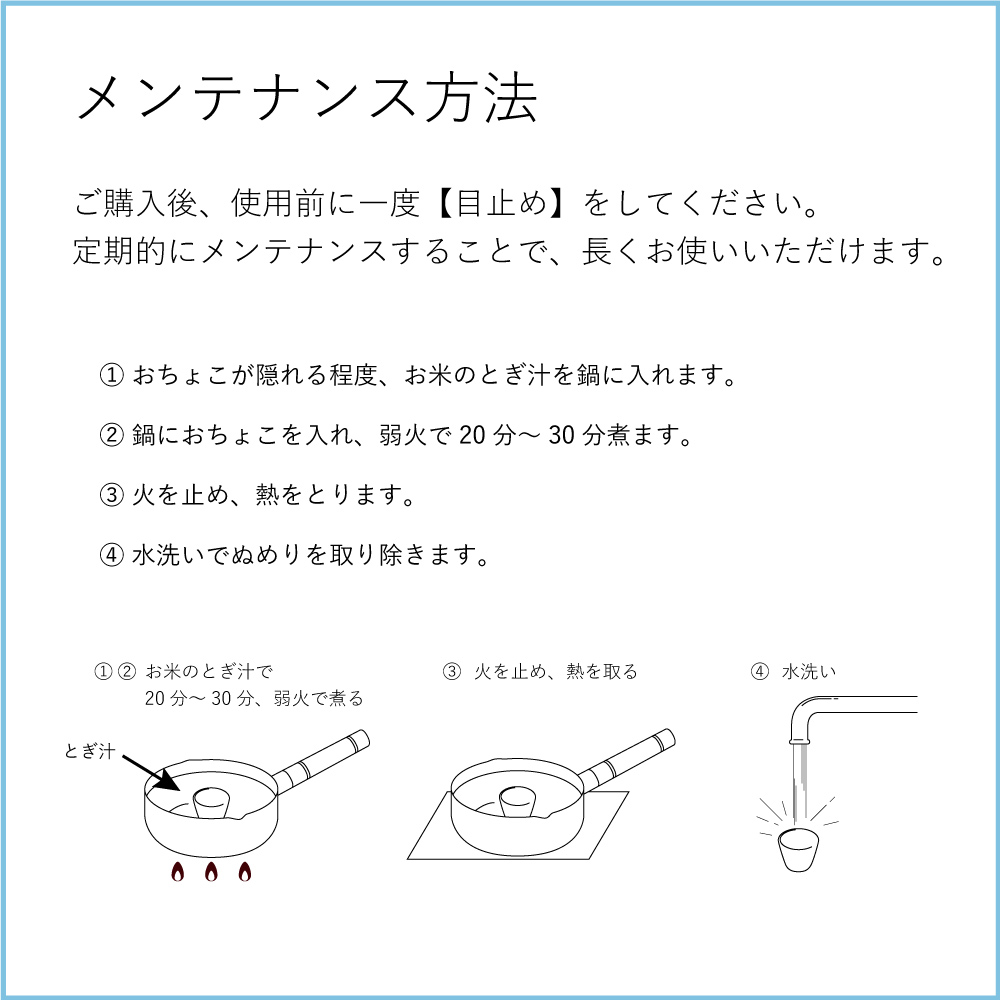 メンテナンス方法
ご購入後、使用前に一度【目止め】をしてください。
定期的にメンテナンスすることで、長くお使いいただけます。
① おちょこが隠れる程度、お米のとぎ汁を鍋に入れます。
② 鍋におちょこを入れ、弱火で 20 分〜 30 分煮ます。
③ 火を止め、熱をとります。
④ 水洗いでぬめりを取り除きます。
①② お米のとぎ汁で
20 分〜 30 分、弱火で煮る
とぎ汁
③ 火を止め、熱を取る
④ 水洗い